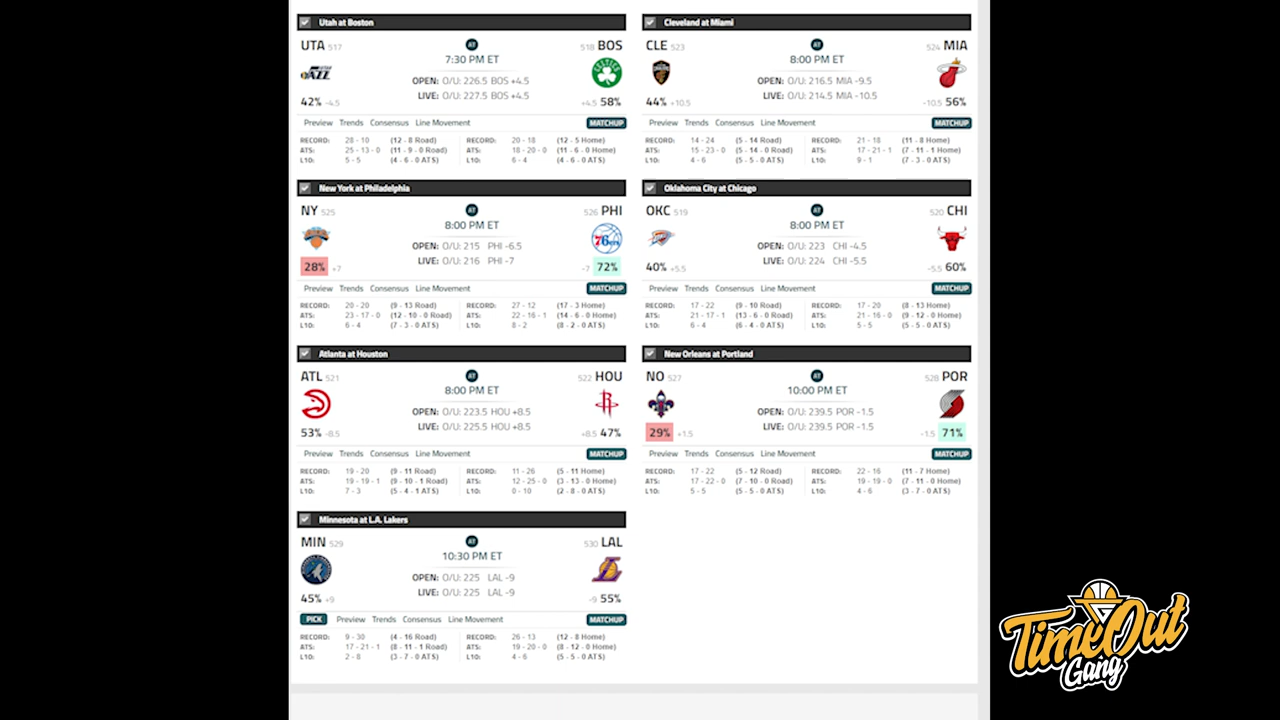 Utah at Boston
UTA 517 AT 518 BOS
7:30 PM ET
OPEN: O/U: 226.5 BOS +4.5
LIVE: O/U: 227.5 BOS +4.5
42% -4.5 +4.5 58%
Preview Trends Consensus Line Movement MATCHUP
RECORD: 28 - 10 (12 - 8 Road) RECORD: 20 - 18 (12 - 5 Home)
ATS: 25 - 13 - 0 (11 - 9 - 0 Road) ATS: 18 - 20 - 0 (11 - 6 - 0 Home)
L10: 5 - 5 (4 - 6 - 0 ATS) L10: 6 - 4 (4 - 6 - 0 ATS)
Cleveland at Miami
CLE 523 AT 524 MIA
8:00 PM ET
OPEN: O/U: 216.5 MIA -9.5
LIVE: O/U: 214.5 MIA -10.5
44% +10.5 -10.5 56%
Preview Trends Consensus Line Movement MATCHUP
RECORD: 14 - 24 (5 - 14 Road) RECORD: 21 - 18 (11 - 8 Home)
ATS: 15 - 23 - 0 (5 - 14 - 0 Road) ATS: 17 - 21 - 1 (7 - 11 - 1 Home)
L10: 4 - 6 (5 - 5 - 0 ATS) L10: 9 - 1 (7 - 3 - 0 ATS)
New York at Philadelphia
NY 525 AT 526 PHI
8:00 PM ET
OPEN: O/U: 215 PHI -6.5
LIVE: O/U: 216 PHI -7
28% +7 -7 72%
Preview Trends Consensus Line Movement MATCHUP
RECORD: 20 - 20 (9 - 13 Road) RECORD: 27 - 12 (17 - 3 Home)
ATS: 23 - 17 - 0 (12 - 10 - 0 Road) ATS: 22 - 16 - 1 (14 - 6 - 0 Home)
L10: 6 - 4 (7 - 3 - 0 ATS) L10: 8 - 2 (8 - 2 - 0 ATS)
Oklahoma City at Chicago
OKC 519 AT 520 CHI
8:00 PM ET
OPEN: O/U: 223 CHI -4.5
LIVE: O/U: 224 CHI -5.5
40% +5.5 -5.5 60%
Preview Trends Consensus Line Movement MATCHUP
RECORD: 17 - 22 (9 - 10 Road) RECORD: 17 - 20 (8 - 13 Home)
ATS: 21 - 17 - 1 (13 - 6 - 0 Road) ATS: 21 - 16 - 0 (9 - 12 - 0 Home)
L10: 6 - 4 (6 - 4 - 0 ATS) L10: 5 - 5 (5 - 5 - 0 ATS)
Atlanta at Houston
ATL 521 AT 522 HOU
8:00 PM ET
OPEN: O/U: 223.5 HOU +8.5
LIVE: O/U: 225.5 HOU +8.5
53% -8.5 +8.5 47%
Preview Trends Consensus Line Movement MATCHUP
RECORD: 19 - 20 (9 - 11 Road) RECORD: 11 - 26 (5 - 11 Home)
ATS: 19 - 19 - 1 (9 - 10 - 1 Road) ATS: 12 - 25 - 0 (3 - 13 - 0 Home)
L10: 7 - 3 (5 - 4 - 1 ATS) L10: 0 - 10 (2 - 8 - 0 ATS)
New Orleans at Portland
NO 527 AT 528 POR
10:00 PM ET
OPEN: O/U: 239.5 POR -1.5
LIVE: O/U: 239.5 POR -1.5
29% +1.5 -1.5 71%
Preview Trends Consensus Line Movement MATCHUP
RECORD: 17 - 22 (5 - 12 Road) RECORD: 22 - 16 (11 - 7 Home)
ATS: 17 - 22 - 0 (7 - 10 - 0 Road) ATS: 19 - 19 - 0 (7 - 11 - 0 Home)
L10: 5 - 5 (5 - 5 - 0 ATS) L10: 4 - 6 (3 - 7 - 0 ATS)
Minnesota at L.A. Lakers
MIN 529 AT 530 LAL
10:30 PM ET
OPEN: O/U: 225 LAL -9
LIVE: O/U: 225 LAL -9
45% +9 -9 55%
PICK Preview Trends Consensus Line Movement MATCHUP
RECORD: 9 - 30 (4 - 16 Road) RECORD: 26 - 13 (12 - 8 Home)
ATS: 17 - 21 - 1 (8 - 11 - 1 Road) ATS: 19 - 20 - 0 (8 - 12 - 0 Home)
L10: 2 - 8 (3 - 7 - 0 ATS) L10: 4 - 6 (5 - 5 - 0 ATS)
TimeOut
Gang